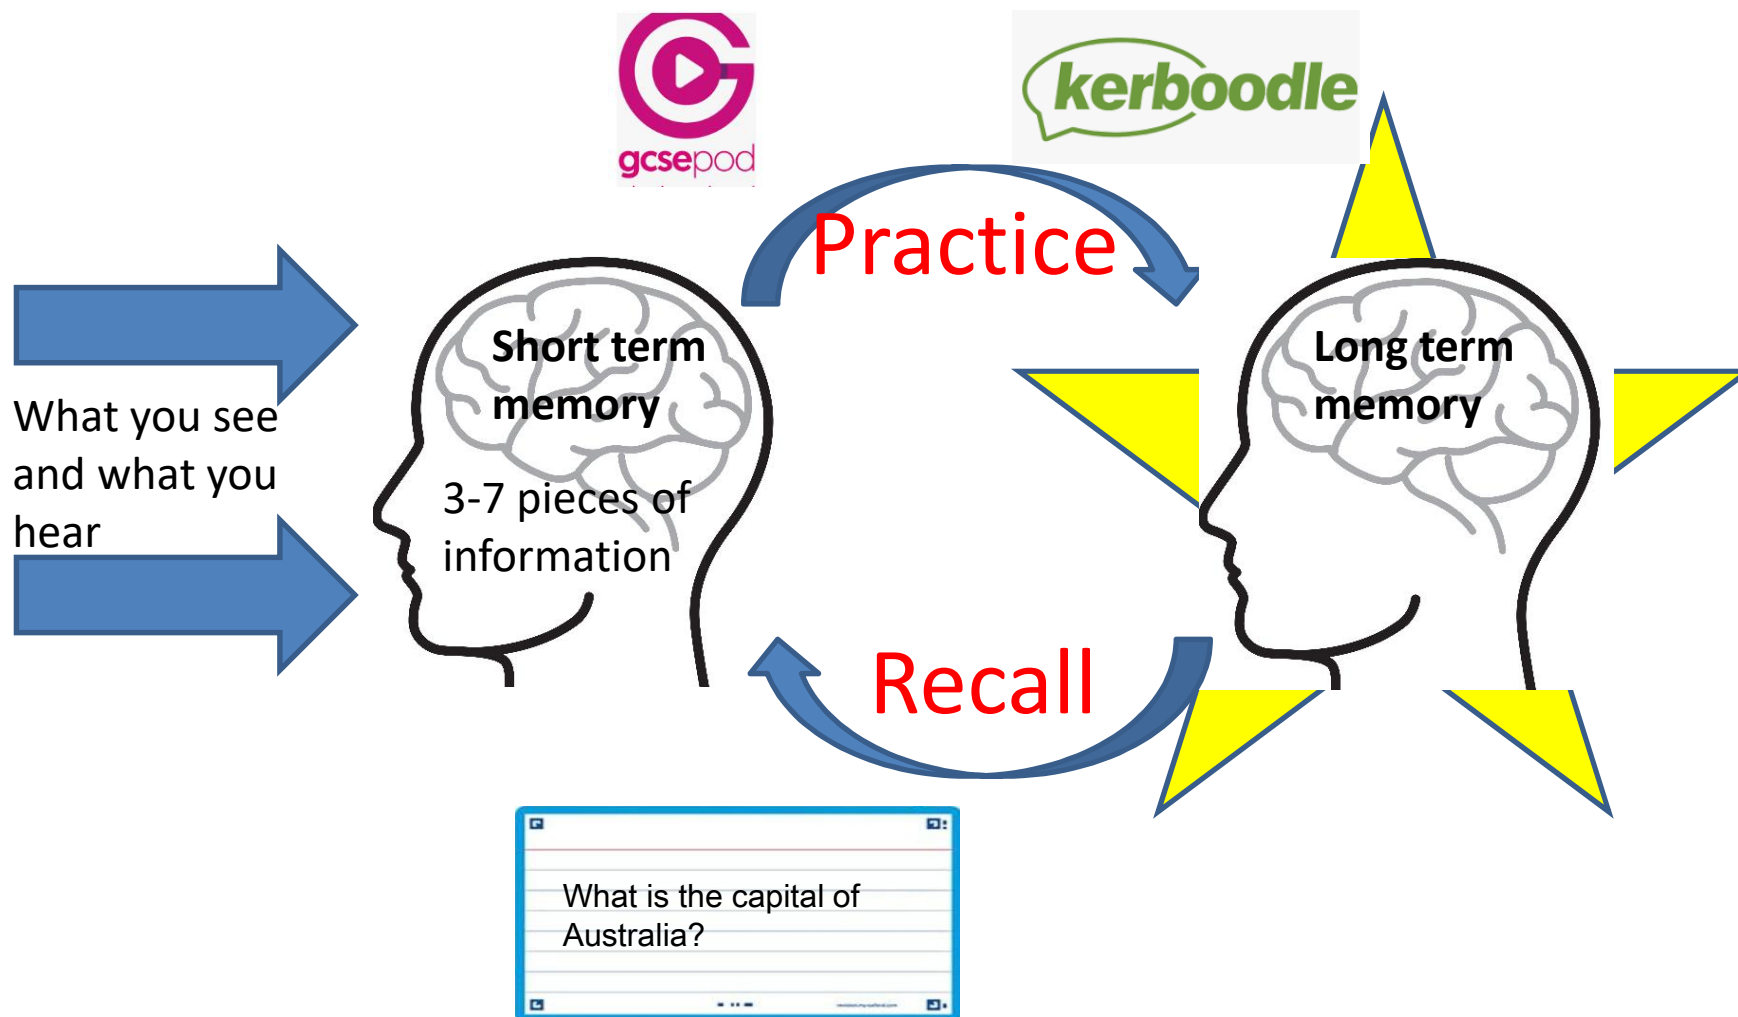 gcsepod
kerboodle
Practice
What you see
and what you
hear
Short term
memory
3-7 pieces of
information
Long term
memory
Recall
What is the capital of
Australia?